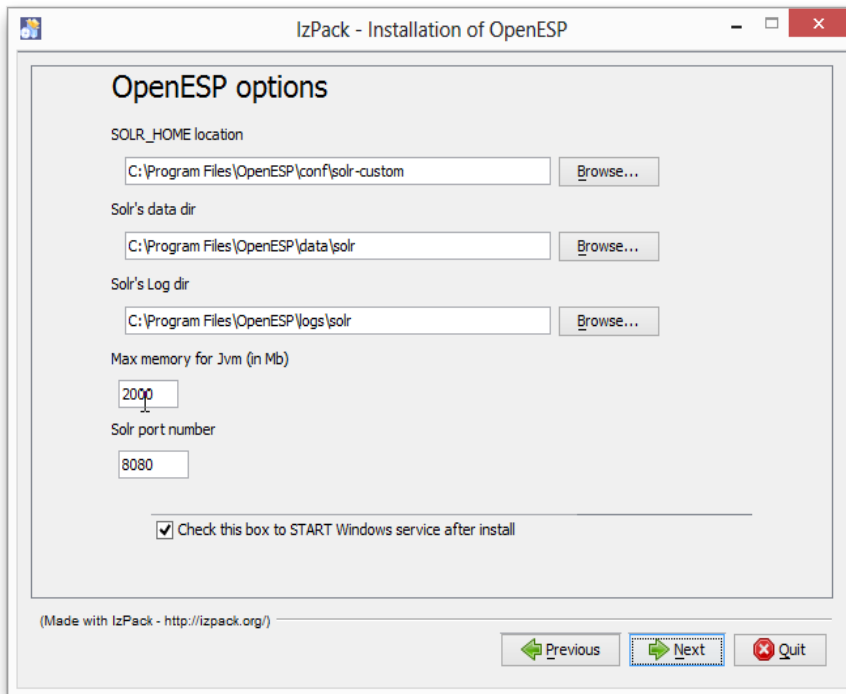 IzPack - Installation of OpenESP
OpenESP options
SOLR_HOME location
C:\Program Files\OpenESP\conf\solr-custom
Browse...
Solr's data dir
C:\Program Files\OpenESP\data\solr
Browse...
Solr's Log dir
C:\Program Files\OpenESP\logs\solr
Browse...
Max memory for Jvm (in Mb)
2000
Solr port number
8080
Check this box to START Windows service after install
(Made with IzPack - http://izpack.org/)
Previous
Next
Quit